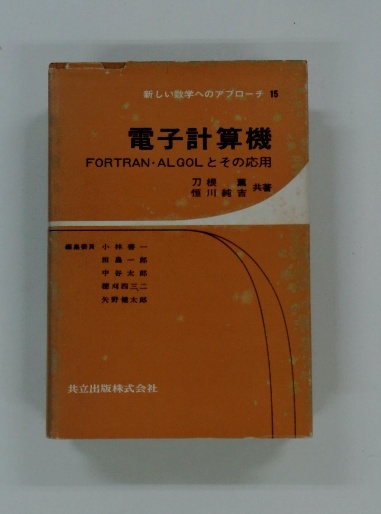 新しい数学へのアプローチ 15
電子計算機
FORTRAN・ALGOLとその応用
刀根 薫
恒川純吉 共著
編集委員 小林善一
田島一郎
中谷太郎
穂刈四三二
矢野健太郎
共立出版株式会社